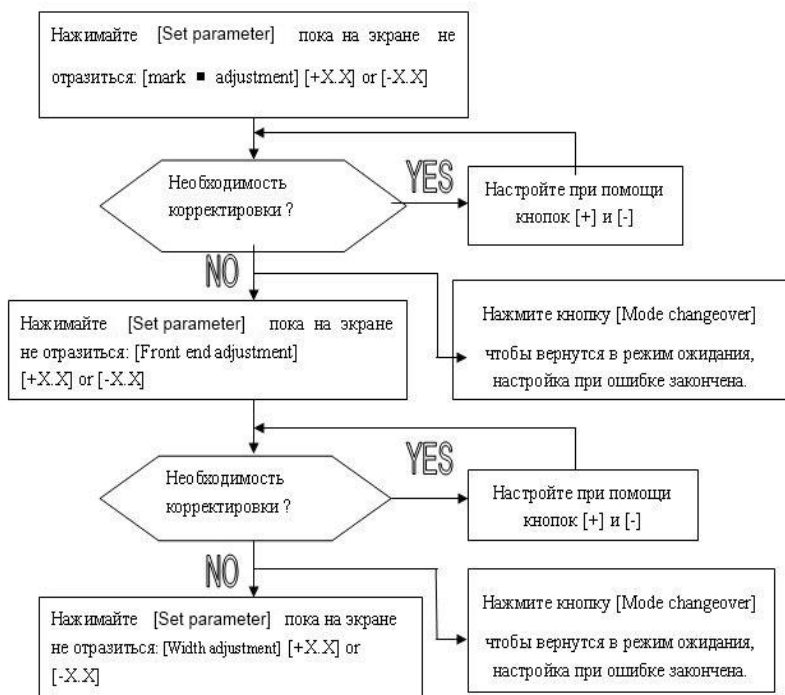 Нажимайте [Set parameter] пока на экране не
отразиться: [mark ■ adjustment] [+X.X] or [-X.X]
Необходимость
корректировки ?
YES
Настройте при помощи
кнопок [+] и [-]
NO
Нажимайте [Set parameter] пока на экране
не отразиться: [Front end adjustment]
[+X.X] or [-X.X]
Нажмите кнопку [Mode changeover]
чтобы вернутся в режим ожидания,
настройка при ошибке закончена.
Необходимость
корректировки ?
YES
Настройте при помощи
кнопок [+] и [-]
NO
Нажимайте [Set parameter] пока на экране
не отразиться: [Width adjustment] [+X.X] or
[-X.X]
Нажмите кнопку [Mode changeover]
чтобы вернутся в режим ожидания,
настройка при ошибке закончена.